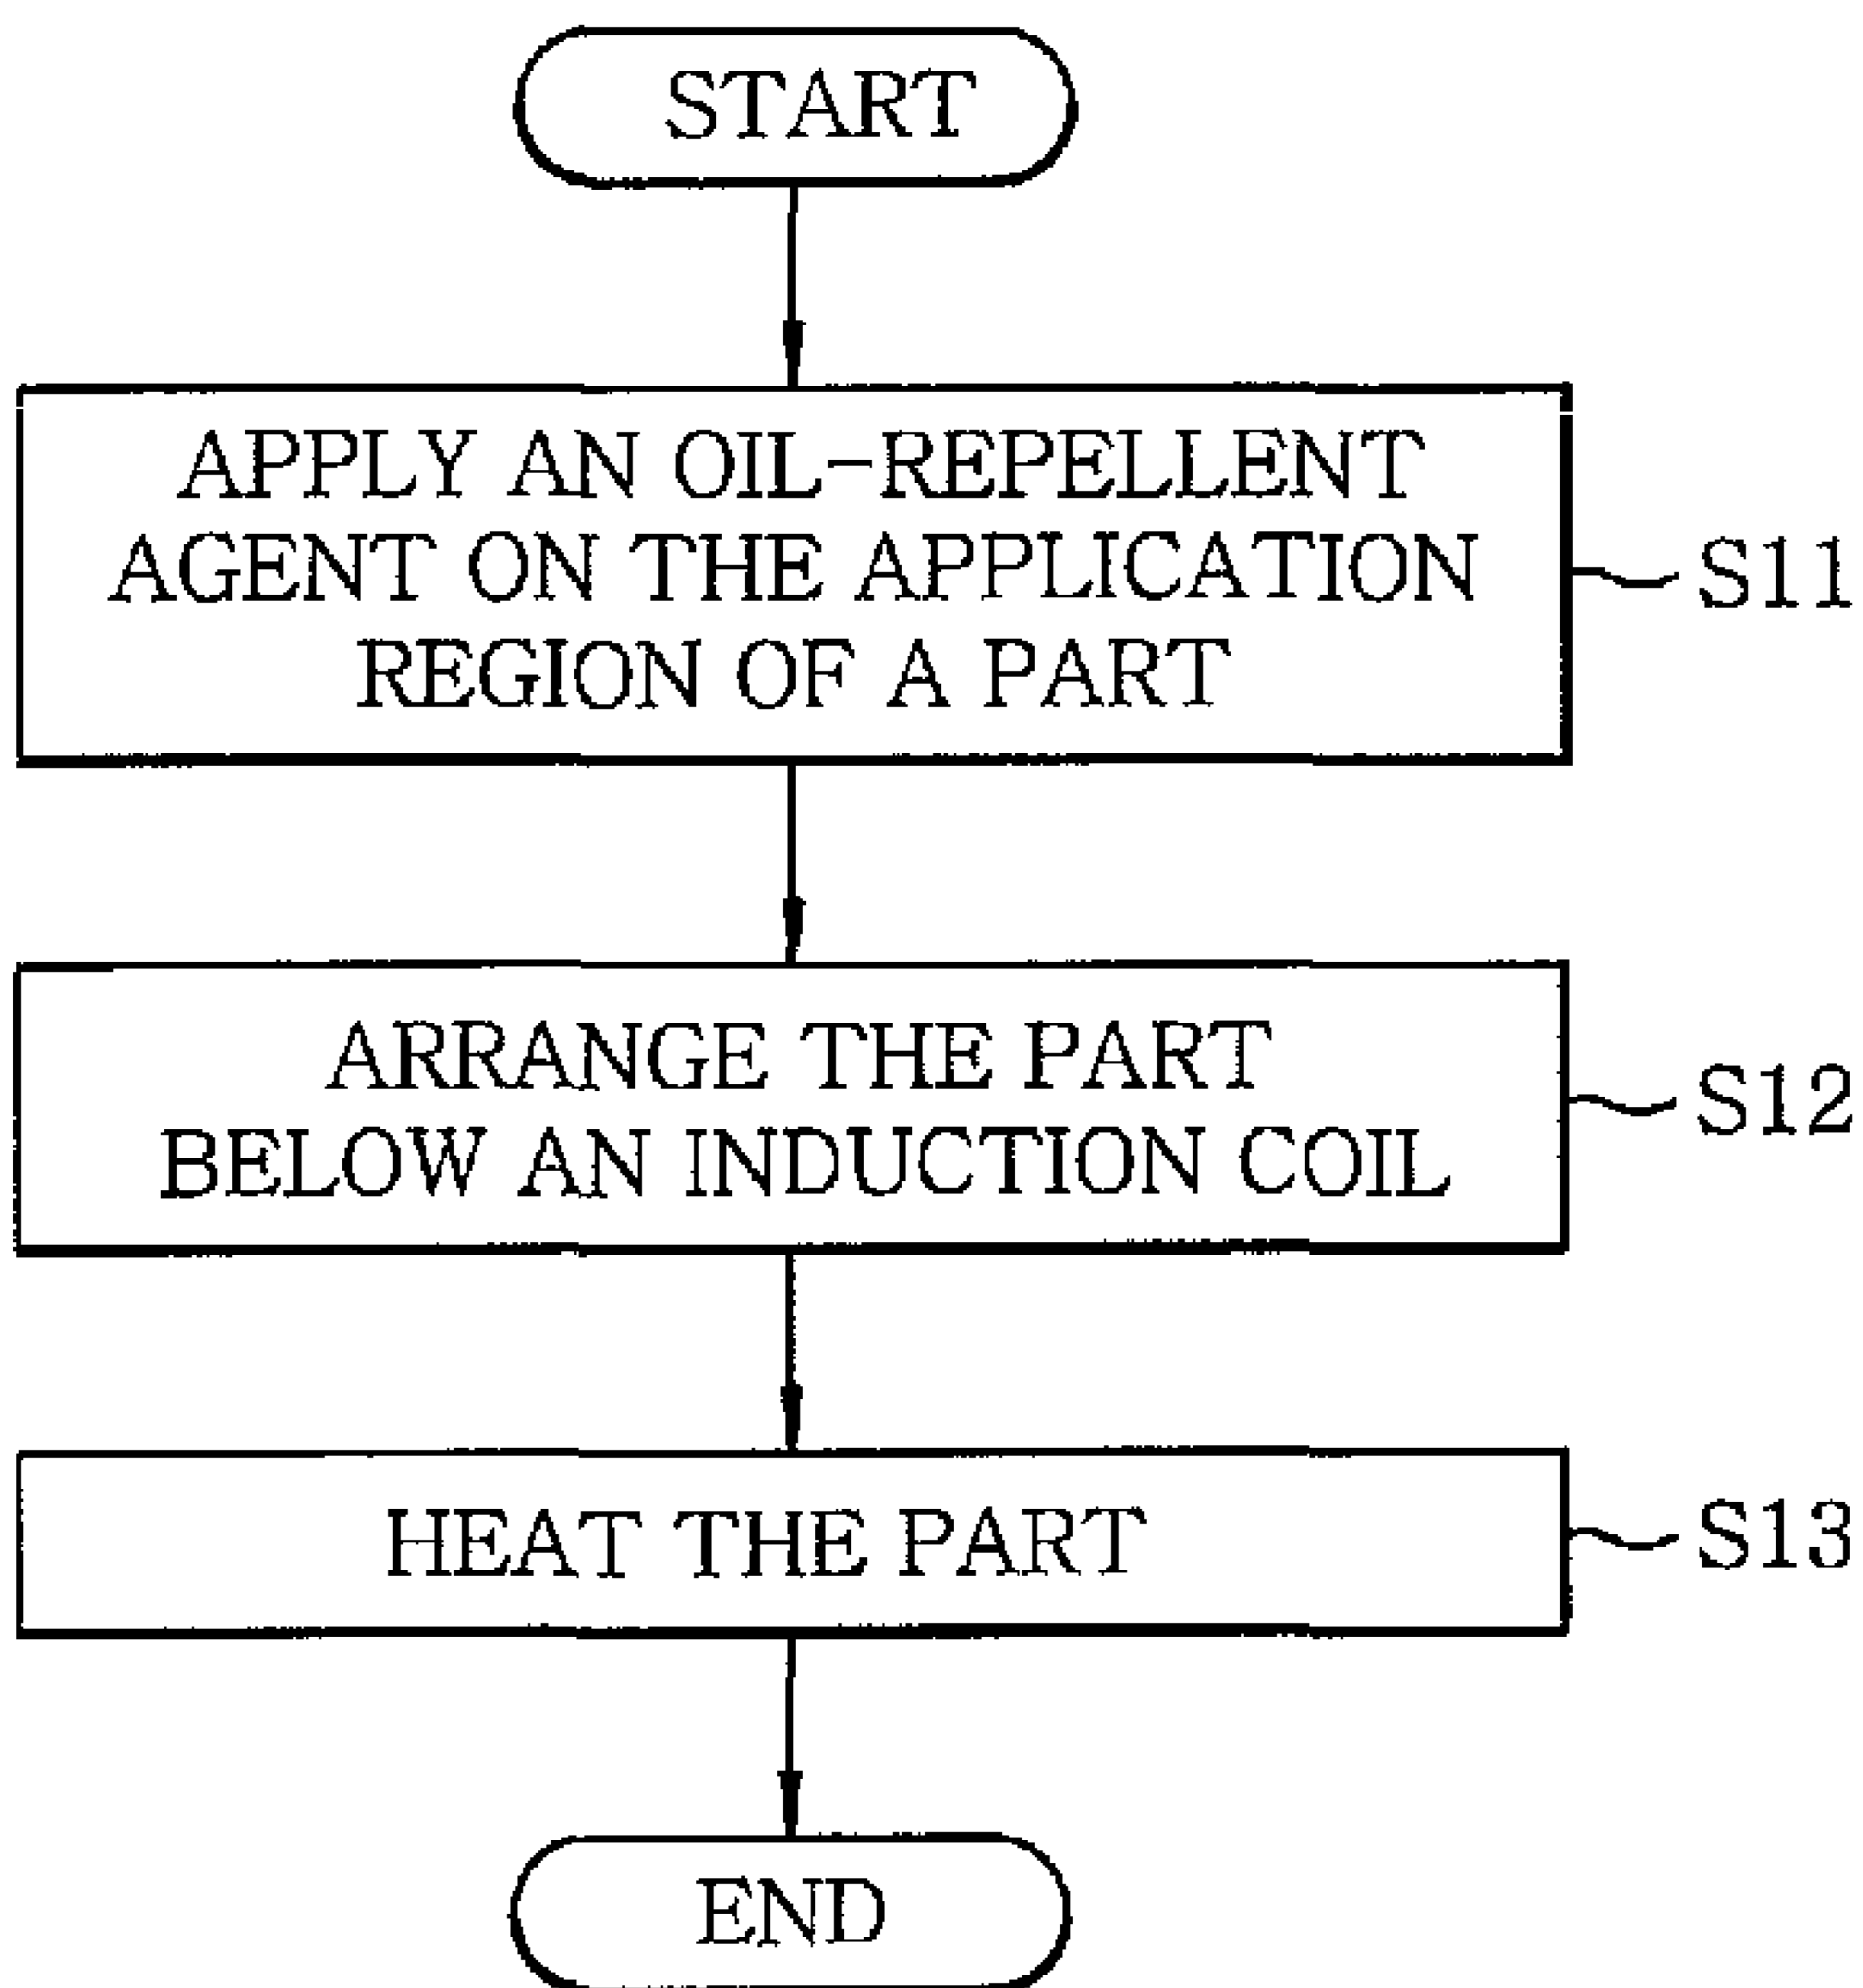 START
APPLY AN OIL-REPELLENT
AGENT ON THE APPLICATION
REGION OF A PART
S11
ARRANGE THE PART
BELOW AN INDUCTION COIL
S12
HEAT THE PART
S13
END